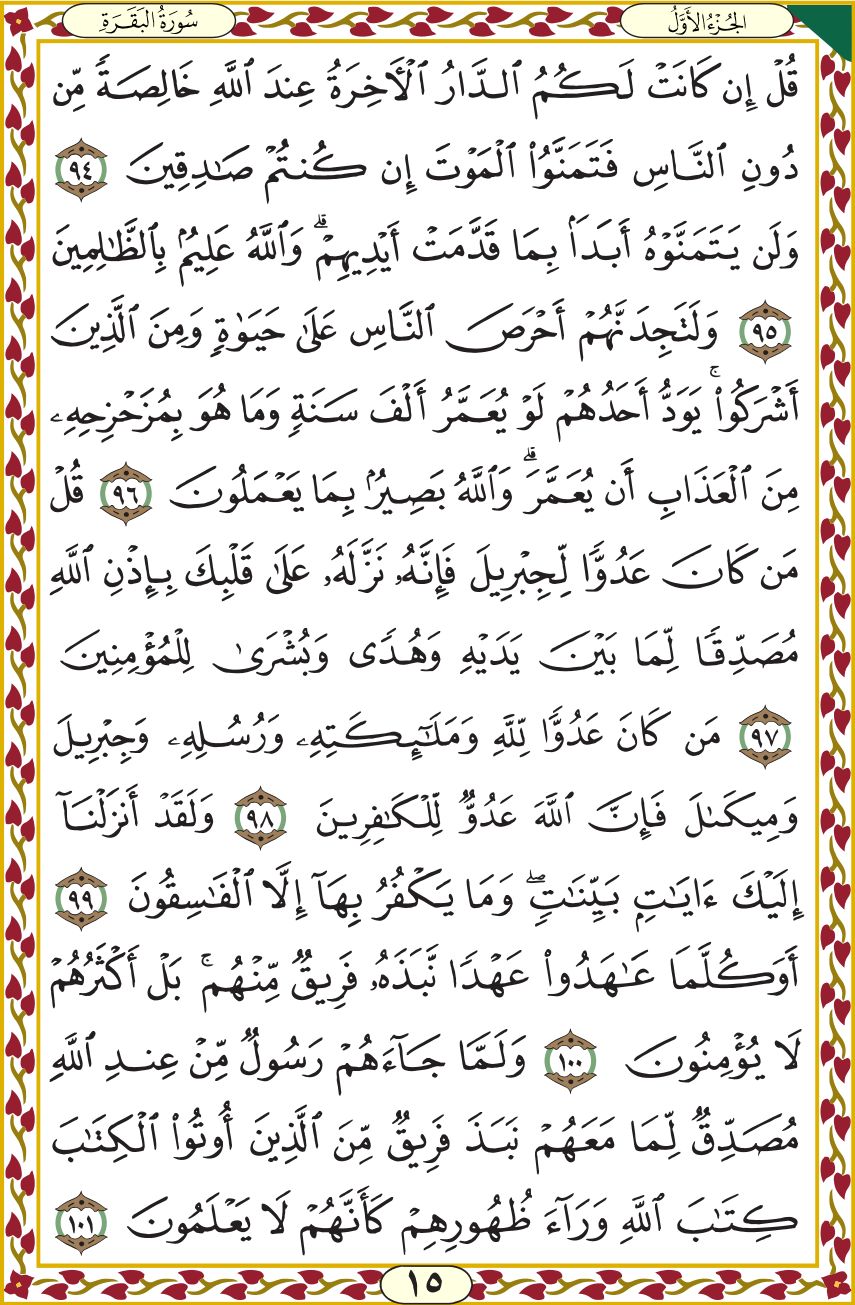 الجُزْءُ الأَوَّلُ
سُورَةُ البَقَرَةِ
قُلْ إِن كَانَتْ لَكُمُ ٱلدَّارُ ٱلْأَخِرَةُ عِندَ ٱللَّهِ خَالِصَةً مِّن
دُونِ ٱلنَّاسِ فَتَمَنَّوُا۟ ٱلْمَوْتَ إِن كُنتُمْ صَـٰدِقِينَ ٩٤
وَلَن يَتَمَنَّوْهُ أَبَدًۢا بِمَا قَدَّمَتْ أَيْدِيهِمْ ۗ وَٱللَّهُ عَلِيمٌۢ بِٱلظَّـٰلِمِينَ
٩٥ وَلَتَجِدَنَّهُمْ أَحْرَصَ ٱلنَّاسِ عَلَىٰ حَيَوٰةٍ وَمِنَ ٱلَّذِينَ
أَشْرَكُوا۟ ۚ يَوَدُّ أَحَدُهُمْ لَوْ يُعَمَّرُ أَلْفَ سَنَةٍ وَمَا هُوَ بِمُزَحْزِحِهِۦ
مِنَ ٱلْعَذَابِ أَن يُعَمَّرَ ۗ وَٱللَّهُ بَصِيرٌۢ بِمَا يَعْمَلُونَ ٩٦ قُلْ
مَن كَانَ عَدُوًّا لِّجِبْرِيلَ فَإِنَّهُۥ نَزَّلَهُۥ عَلَىٰ قَلْبِكَ بِإِذْنِ ٱللَّهِ
مُصَدِّقًا لِّمَا بَيْنَ يَدَيْهِ وَهُدًى وَبُشْرَىٰ لِلْمُؤْمِنِينَ
٩٧ مَن كَانَ عَدُوًّا لِّلَّهِ وَمَلَـٰٓئِكَتِهِۦ وَرُسُلِهِۦ وَجِبْرِيلَ
وَمِيكَىٰلَ فَإِنَّ ٱللَّهَ عَدُوٌّ لِّلْكَـٰفِرِينَ ٩٨ وَلَقَدْ أَنزَلْنَآ
إِلَيْكَ ءَايَـٰتٍۭ بَيِّنَـٰتٍ ۖ وَمَا يَكْفُرُ بِهَآ إِلَّا ٱلْفَـٰسِقُونَ ٩٩
أَوَكُلَّمَا عَـٰهَدُوا۟ عَهْدًا نَّبَذَهُۥ فَرِيقٌ مِّنْهُم ۚ بَلْ أَكْثَرُهُمْ
لَا يُؤْمِنُونَ ١٠٠ وَلَمَّا جَآءَهُمْ رَسُولٌ مِّنْ عِندِ ٱللَّهِ
مُصَدِّقٌ لِّمَا مَعَهُمْ نَبَذَ فَرِيقٌ مِّنَ ٱلَّذِينَ أُوتُوا۟ ٱلْكِتَـٰبَ
كِتَـٰبَ ٱللَّهِ وَرَآءَ ظُهُورِهِمْ كَأَنَّهُمْ لَا يَعْلَمُونَ ١٠١
١٥